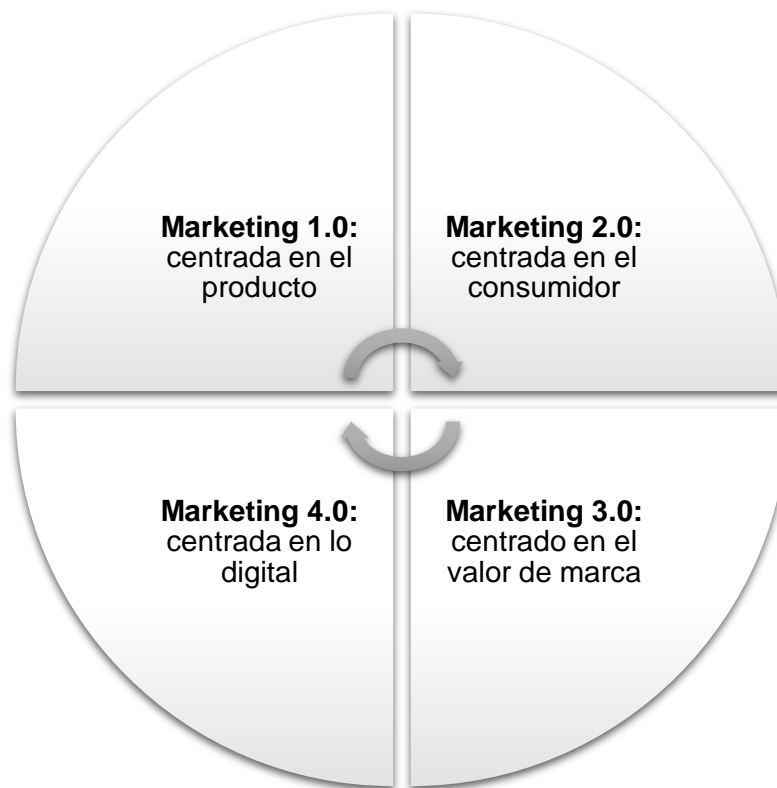 Marketing 1.0:
centrada en el
producto
Marketing 2.0:
centrada en el
consumidor
Marketing 4.0:
centrada en lo
digital
Marketing 3.0:
centrado en el
valor de marca